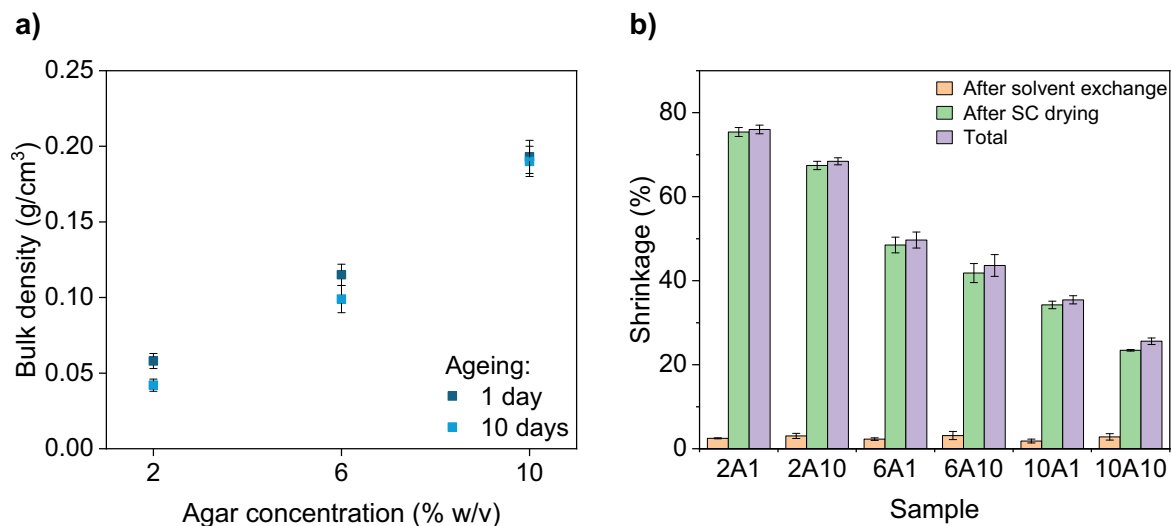 a)
0.25
0.20
0.15
0.10
0.05
0.00
Bulk density (g/cm³)
Ageing:
1 day
10 days
2 6 10
Agar concentration (% w/v)
b)
After solvent exchange
After SC drying
Total
80
60
40
20
0
Shrinkage (%)
2A1 2A10 6A1 6A10 10A1 10A10
Sample